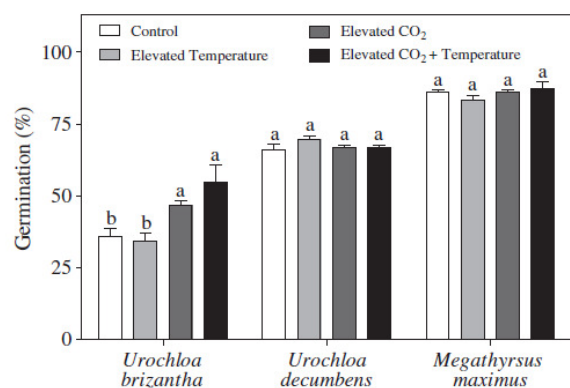 Control
Elevated CO₂
Elevated Temperature
Elevated CO₂ + Temperature
Germination (%)
100
75
50
25
0
b b a a
a a a a
a a a a
Urochloa
brizantha
Urochloa
decumbens
Megathyrsus
maximus